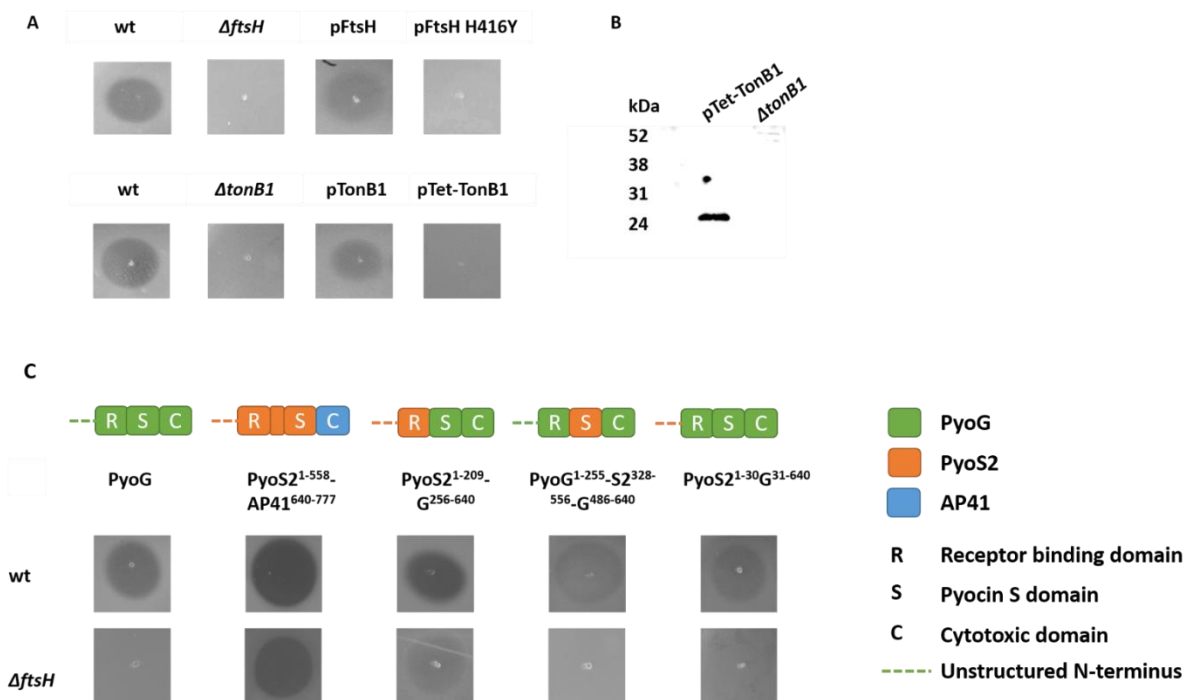 A
wt ΔftsH pFtsH pFtsH H416Y
wt ΔtonB1 pTonB1 pTet-TonB1
B
kDa pTet-TonB1 ΔtonB1
52
38
31
24
C
R S C R S C R S C R S C R S C
PyoG PyoS2¹⁻⁵⁵⁸- PyoS2¹⁻²⁰⁹- PyoG¹⁻²⁵⁵-S2³²⁸⁻ PyoS2¹⁻³⁰G³¹⁻⁶⁴⁰
AP41⁶⁴⁰⁻⁷⁷⁷ G²⁵⁶⁻⁶⁴⁰ ⁵⁵⁶-G⁴⁸⁶⁻⁶⁴⁰
wt
ΔftsH
PyoG
PyoS2
AP41
R Receptor binding domain
S Pyocin S domain
C Cytotoxic domain
Unstructured N-terminus